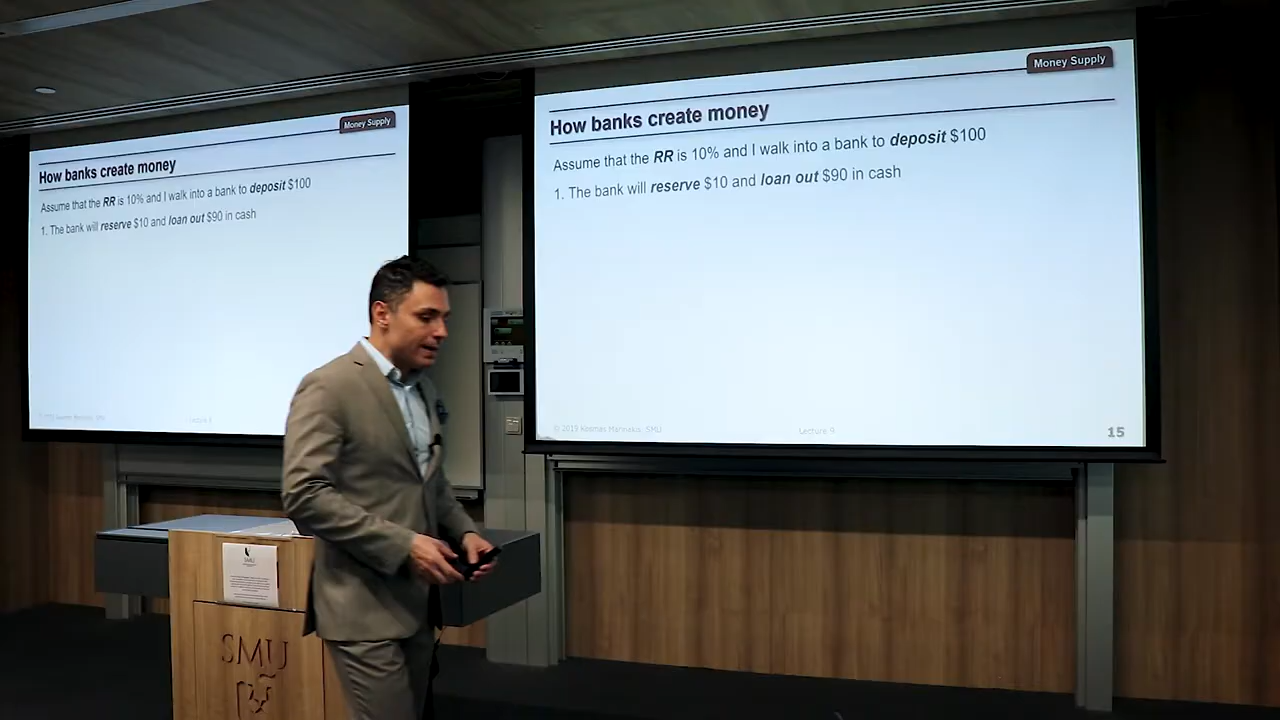 Money Supply
How banks create money
Assume that the RR is 10% and I walk into a bank to deposit $100
1. The bank will reserve $10 and loan out $90 in cash
Money Supply
How banks create money
Assume that the RR is 10% and I walk into a bank to deposit $100
1. The bank will reserve $10 and loan out $90 in cash
Lecture 9
15
SMU
SMU